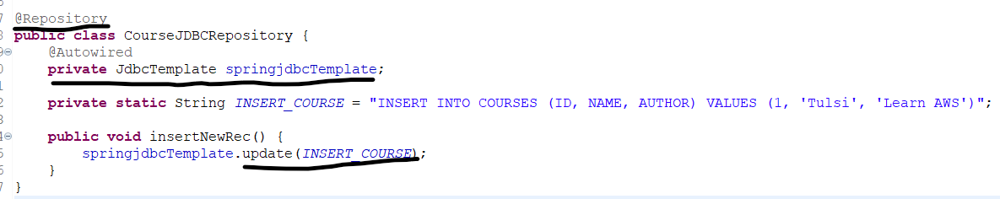 @Repository
public class CourseJDBCRepository {
@Autowired
private JdbcTemplate springjdbcTemplate;
private static String INSERT_COURSE = "INSERT INTO COURSES (ID, NAME, AUTHOR) VALUES (1, 'Tulsi', 'Learn AWS')";
public void insertNewRec() {
springjdbcTemplate.update(INSERT_COURSE);
}
}